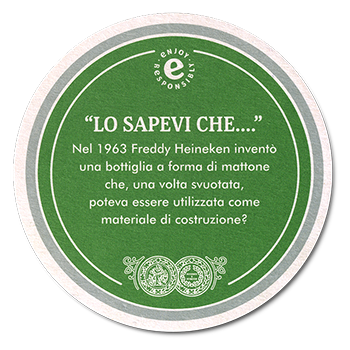 ENJOY RESPONSIBLY
e
"LO SAPEVI CHE...."
Nel 1963 Freddy Heineken inventò
una bottiglia a forma di mattone
che, una volta svuotata,
poteva essere utilizzata come
materiale di costruzione?